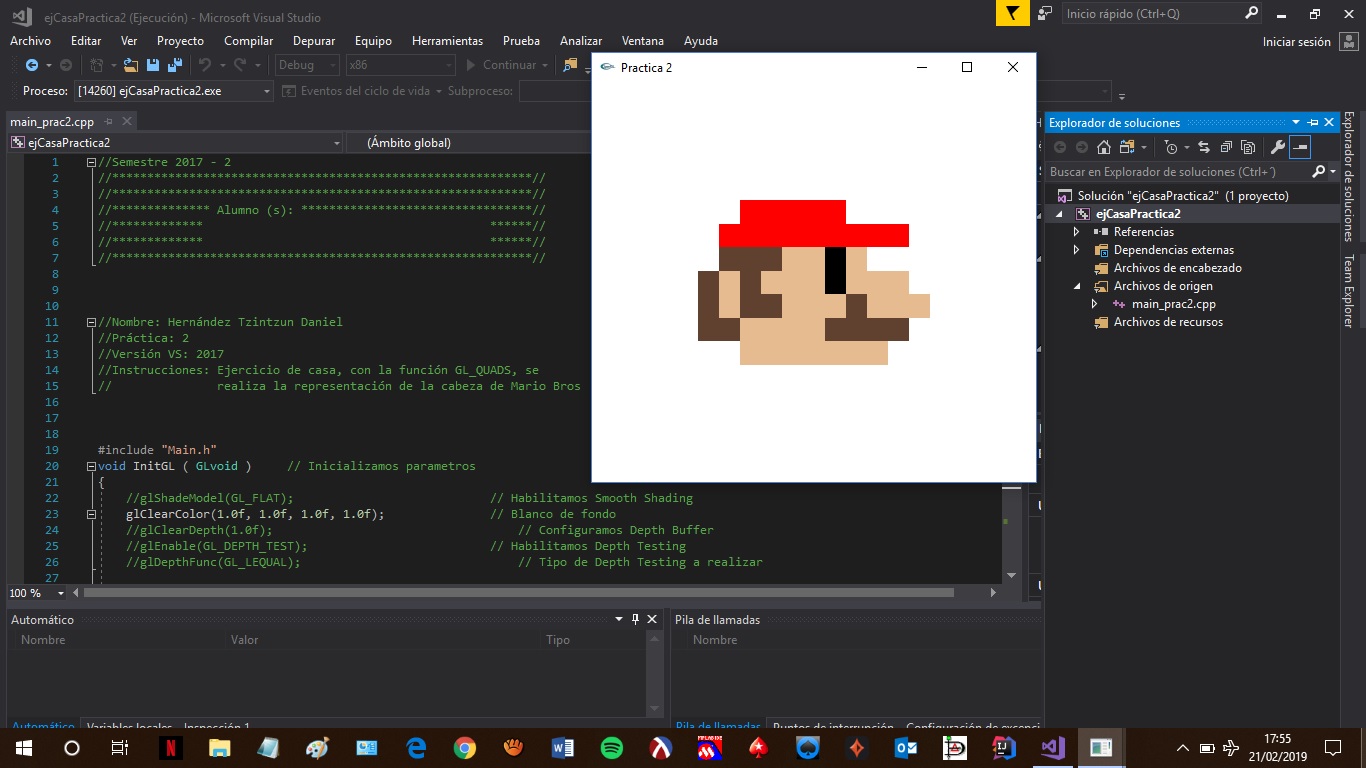 ejCasaPractica2 (Ejecución) - Microsoft Visual Studio
Inicio rápido (Ctrl+Q)
Archivo Editar Ver Proyecto Compilar Depurar Equipo Herramientas Prueba Analizar Ventana Ayuda
Iniciar sesión
Debug x86 Continuar
Proceso: [14260] ejCasaPractica2.exe Eventos del ciclo de vida Subproceso:
main_prac2.cpp
ejCasaPractica2 (Ámbito global)
1 //Semestre 2017 - 2
2 //************************************************************//
3 //************************************************************//
4 //************** Alumno (s): *********************************//
5 //************* ******//
6 //************* ******//
7 //************************************************************//
8
9
10
11 //Nombre: Hernández Tzintzun Daniel
12 //Práctica: 2
13 //Versión VS: 2017
14 //Instrucciones: Ejercicio de casa, con la función GL_QUADS, se
15 // realiza la representación de la cabeza de Mario Bros
16
17
18
19 #include "Main.h"
20 void InitGL ( GLvoid ) // Inicializamos parametros
21 {
22 //glShadeModel(GL_FLAT); // Habilitamos Smooth Shading
23 glClearColor(1.0f, 1.0f, 1.0f, 1.0f); // Blanco de fondo
24 //glClearDepth(1.0f); // Configuramos Depth Buffer
25 //glEnable(GL_DEPTH_TEST); // Habilitamos Depth Testing
26 //glDepthFunc(GL_LEQUAL); // Tipo de Depth Testing a realizar
27
100 %
Practica 2
Explorador de soluciones
Buscar en Explorador de soluciones (Ctrl+´)
Solución "ejCasaPractica2" (1 proyecto)
ejCasaPractica2
Referencias
Dependencias externas
Archivos de encabezado
Archivos de origen
main_prac2.cpp
Archivos de recursos
Explorador de soluciones
Team Explorer
Automático
Nombre Valor Tipo
Automático Variables locales Inspección 1
Pila de llamadas
Nombre
Pila de llamadas Puntos de interrupción Configuración de excepci
17:55
21/02/2019